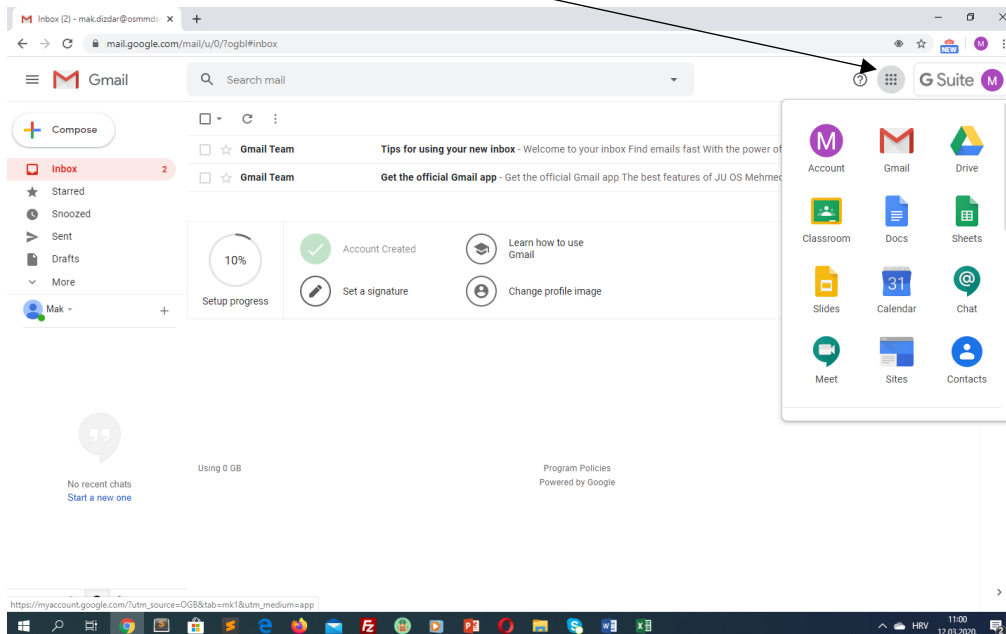 Inbox (2) - mak.dizdar@osmmds
mail.google.com/mail/u/0/?ogbl#inbox
NEW
M
Gmail
Search mail
G Suite
M
Compose
Inbox 2
Starred
Snoozed
Sent
Drafts
More
Mak
No recent chats
Start a new one
Gmail Team Tips for using your new inbox - Welcome to your inbox Find emails fast With the power of
Gmail Team Get the official Gmail app - Get the official Gmail app The best features of JU OS Mehmed
10%
Setup progress
Account Created
Learn how to use
Gmail
Set a signature
Change profile image
Using 0 GB
Program Policies
Powered by Google
M
Account Gmail Drive
Classroom Docs Sheets
31
Slides Calendar Chat
Meet Sites Contacts
https://myaccount.google.com/?utm_source=OGB&tab=mk1&utm_medium=app
HRV
11:00
12.03.2020